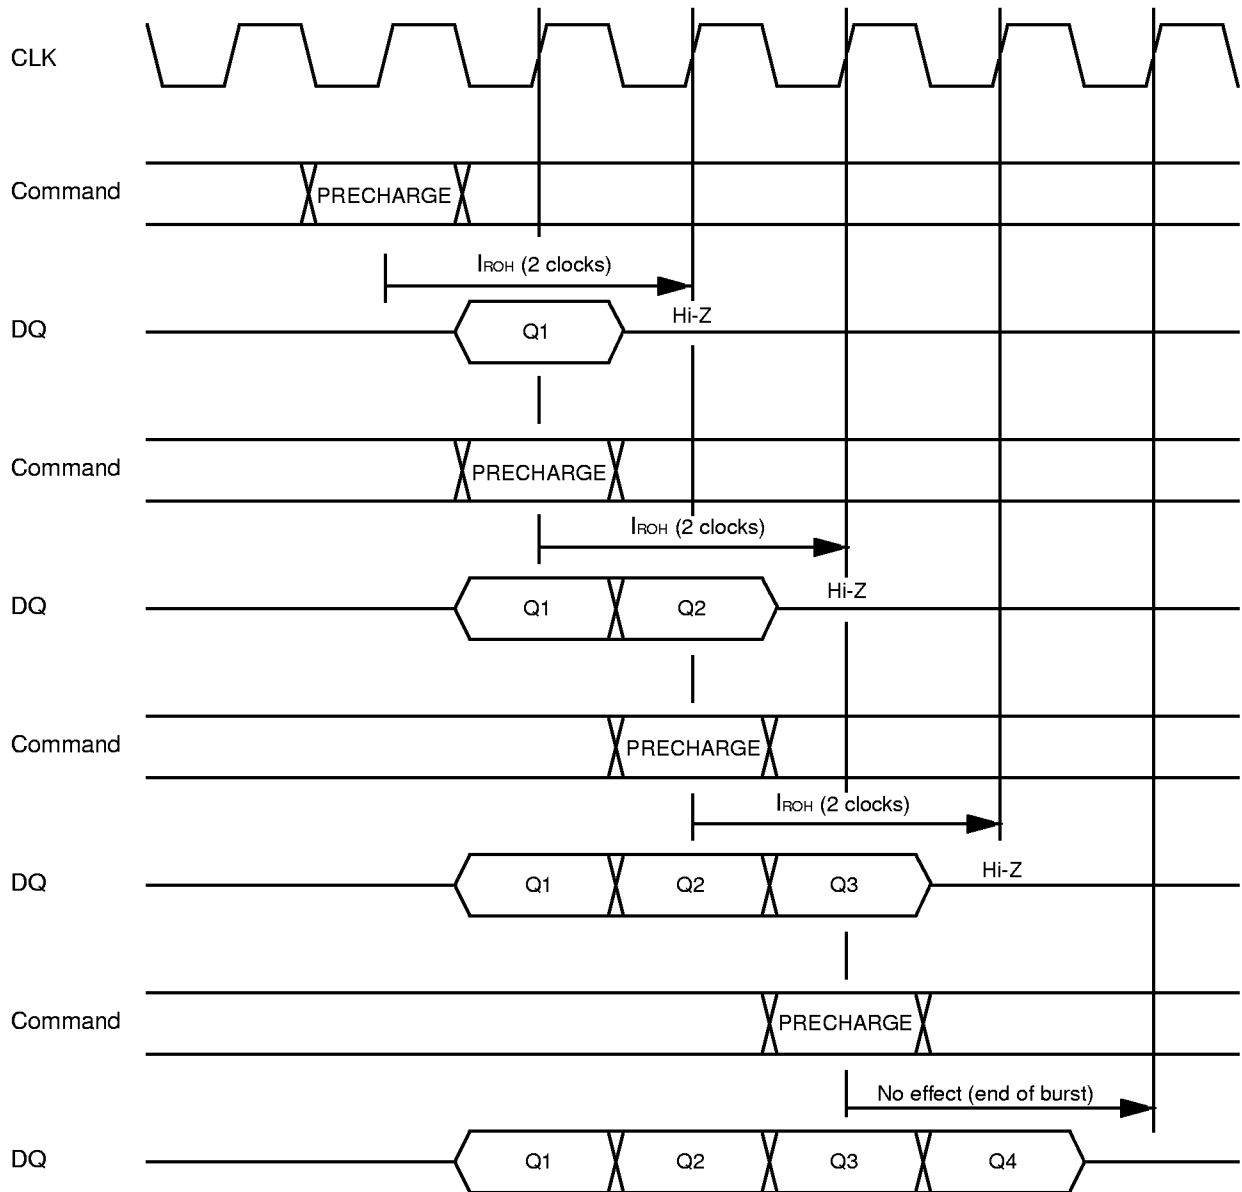 CLK
Command
PRECHARGE
IROH (2 clocks)
DQ
Q1
Hi-Z
Command
PRECHARGE
IROH (2 clocks)
DQ
Q1
Q2
Hi-Z
Command
PRECHARGE
IROH (2 clocks)
DQ
Q1
Q2
Q3
Hi-Z
Command
PRECHARGE
No effect (end of burst)
DQ
Q1
Q2
Q3
Q4